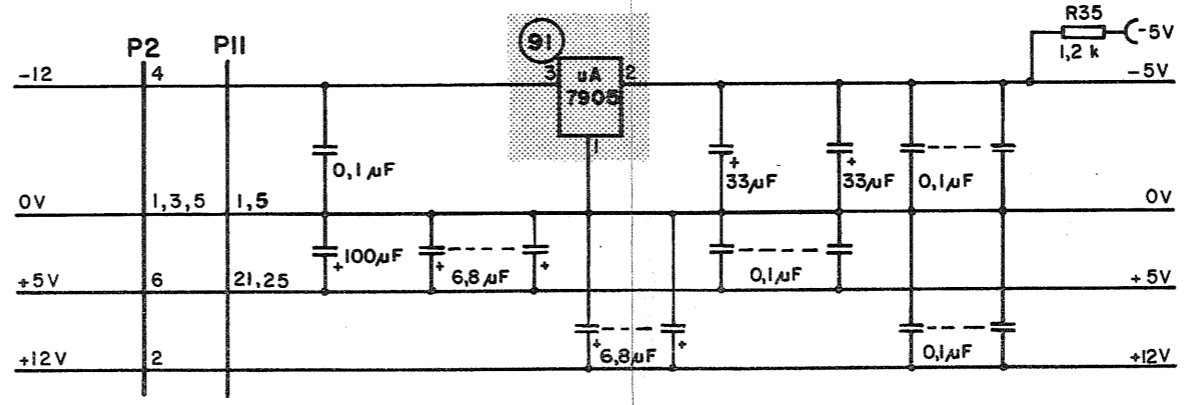 R35
-5V
1,2 k
P2 P11
91
-12 4 3 uA 2 -5V
7905
1
0,1 µF + 33µF + 33µF 0,1µF
0V 1,3,5 1,5 0V
+ 100µF + 6,8µF + 0,1µF
+5V 6 21,25 +5V
+ 6,8µF + 0,1µF
+12V 2 +12V